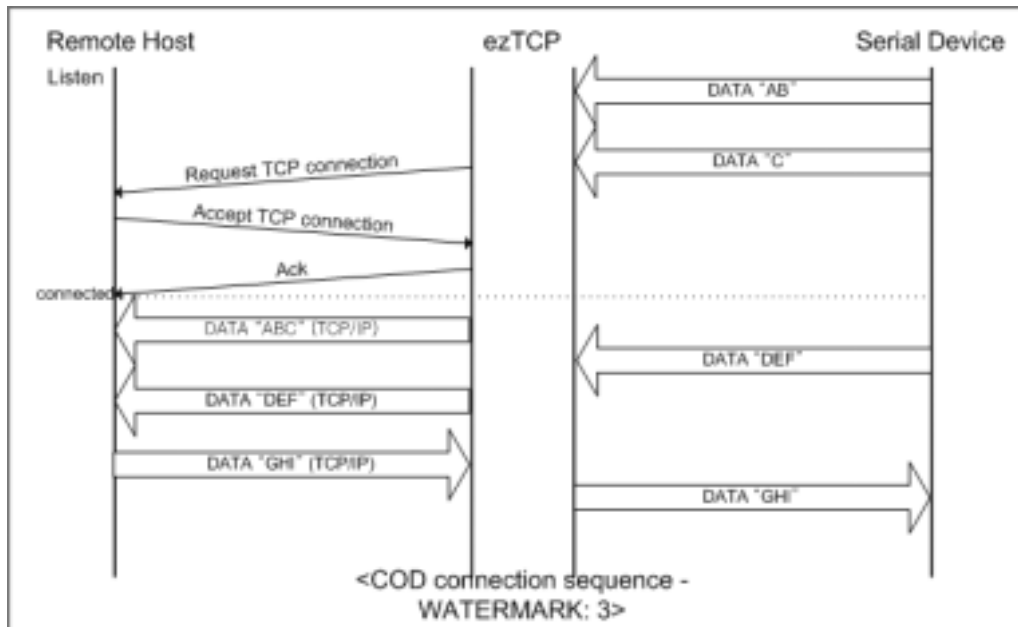 Remote Host
ezTCP
Serial Device
Listen
DATA "AB"
DATA "C"
Request TCP connection
Accept TCP connection
Ack
connected
DATA "ABC" (TCP/IP)
DATA "DEF"
DATA "DEF" (TCP/IP)
DATA "GHI" (TCP/IP)
DATA "GHI"
<COD connection sequence -
WATERMARK: 3>